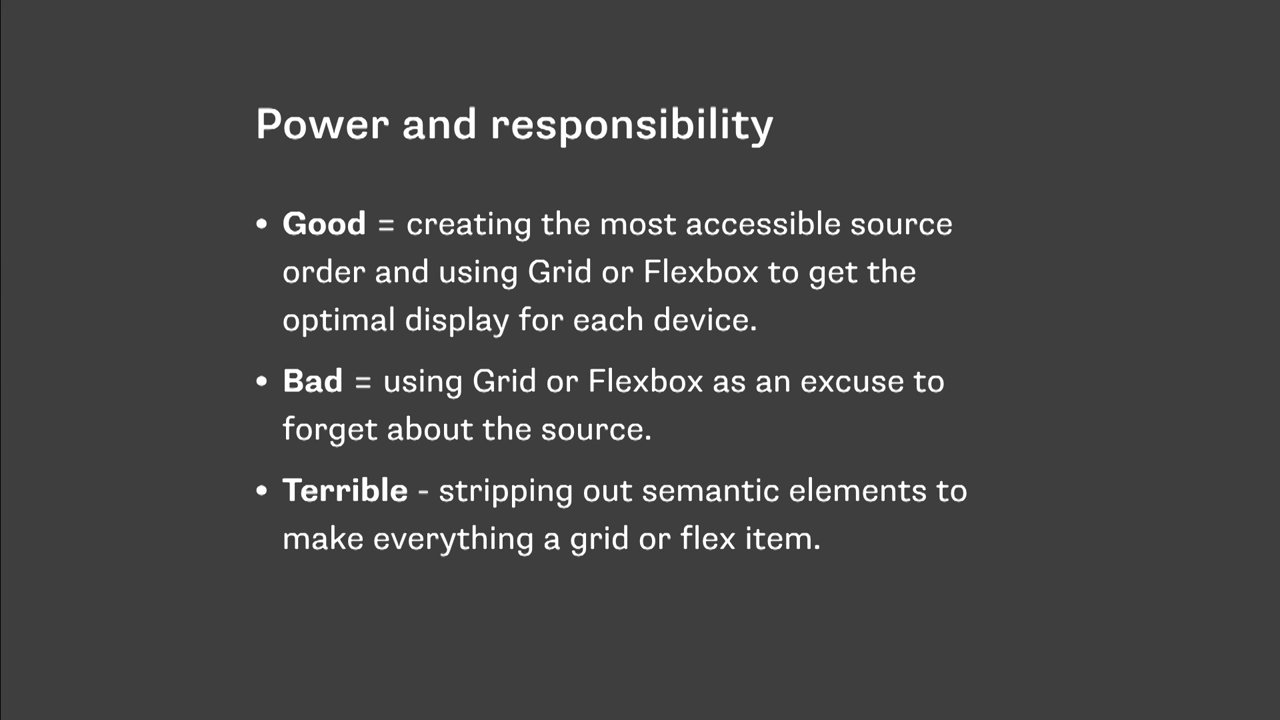 Power and responsibility
• Good = creating the most accessible source
order and using Grid or Flexbox to get the
optimal display for each device.
• Bad = using Grid or Flexbox as an excuse to
forget about the source.
• Terrible - stripping out semantic elements to
make everything a grid or flex item.